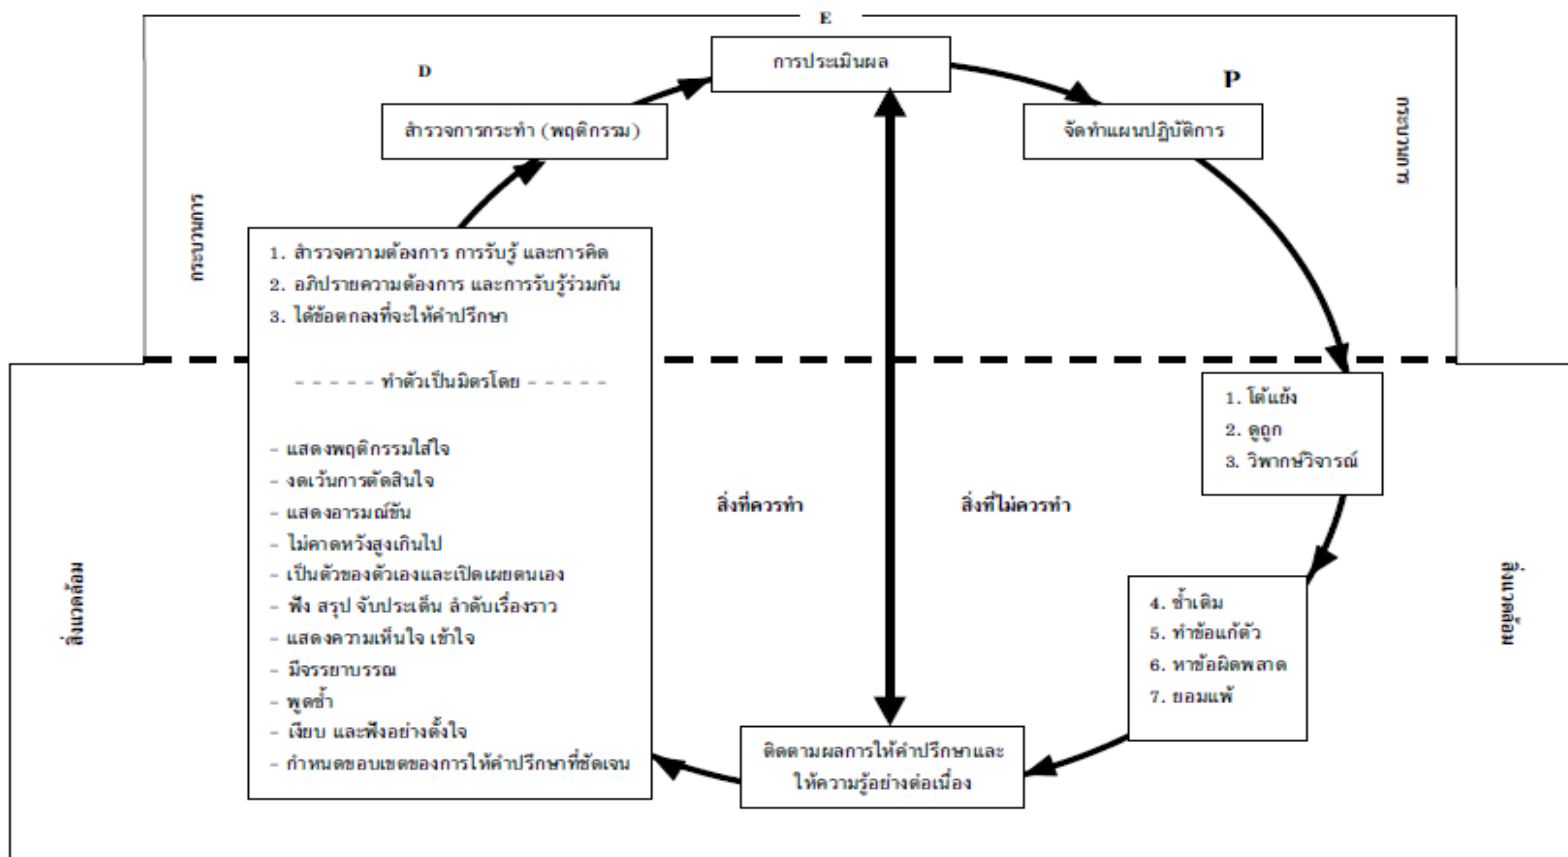 E
การประเมินผล
D
P
สำรวจการกระทำ (พฤติกรรม)
จัดทำแผนปฏิบัติการ
กระบวนการ
กระบวนการ
1. สำรวจความต้องการ การรับรู้ และการคิด
2. อภิปรายความต้องการ และการรับรู้ร่วมกัน
3. ได้ข้อตกลงที่จะให้คำปรึกษา
- - - - - ทำตัวเป็นมิตรโดย - - - - -
- แสดงพฤติกรรมใส่ใจ
- งดเว้นการตัดสินใจ
- แสดงอารมณ์ขัน
- ไม่คาดหวังสูงเกินไป
- เป็นตัวของตัวเองและเปิดเผยตนเอง
- ฟัง สรุป จับประเด็น ลำดับเรื่องราว
- แสดงความเห็นใจ เข้าใจ
- มีจรรยาบรรณ
- พูดซ้ำ
- เงียบ และฟังอย่างตั้งใจ
- กำหนดขอบเขตของการให้คำปรึกษาที่ชัดเจน
สิ่งที่ควรทำ
สิ่งที่ไม่ควรทำ
1. โต้แย้ง
2. ดูถูก
3. วิพากษ์วิจารณ์
4. ซ้ำเติม
5. ทำข้อแก้ตัว
6. หาข้อผิดพลาด
7. ยอมแพ้
สิ่งแวดล้อม
สิ่งแวดล้อม
ติดตามผลการให้คำปรึกษาและ
ให้ความรู้อย่างต่อเนื่อง